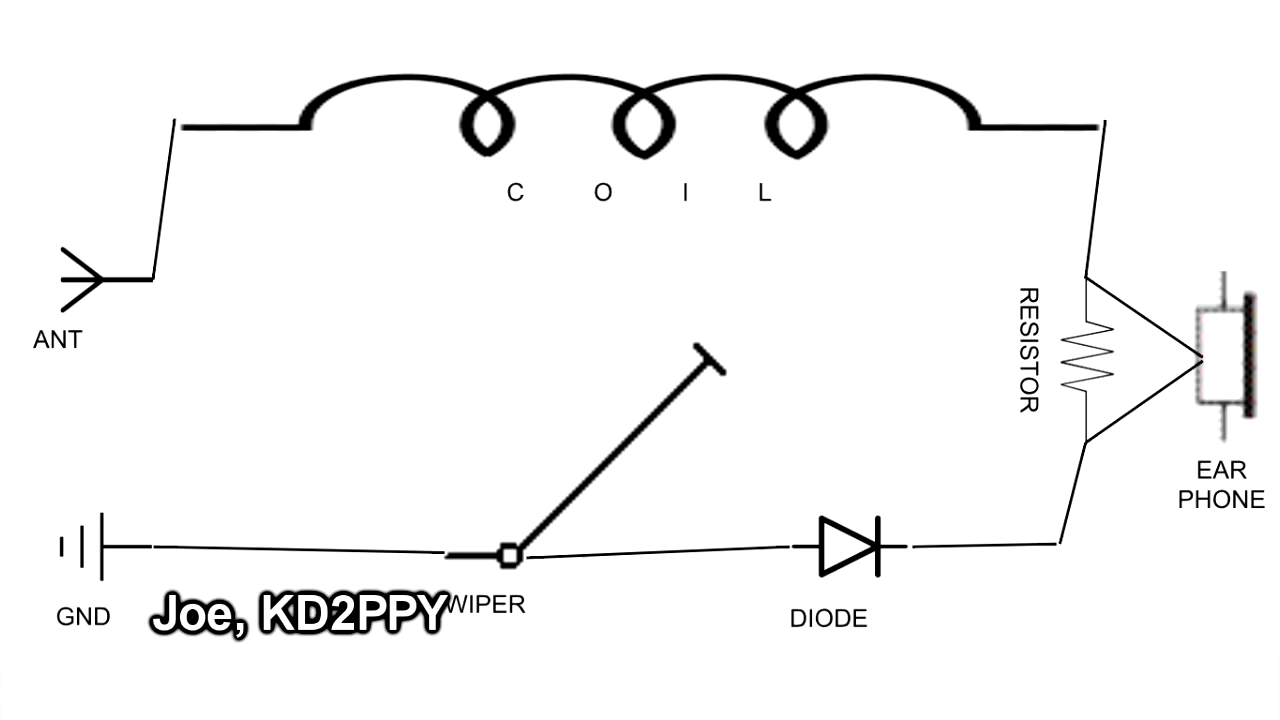 C O I L
ANT
RESISTOR
EAR
PHONE
GND
Joe, KD2PPY
WIPER
DIODE